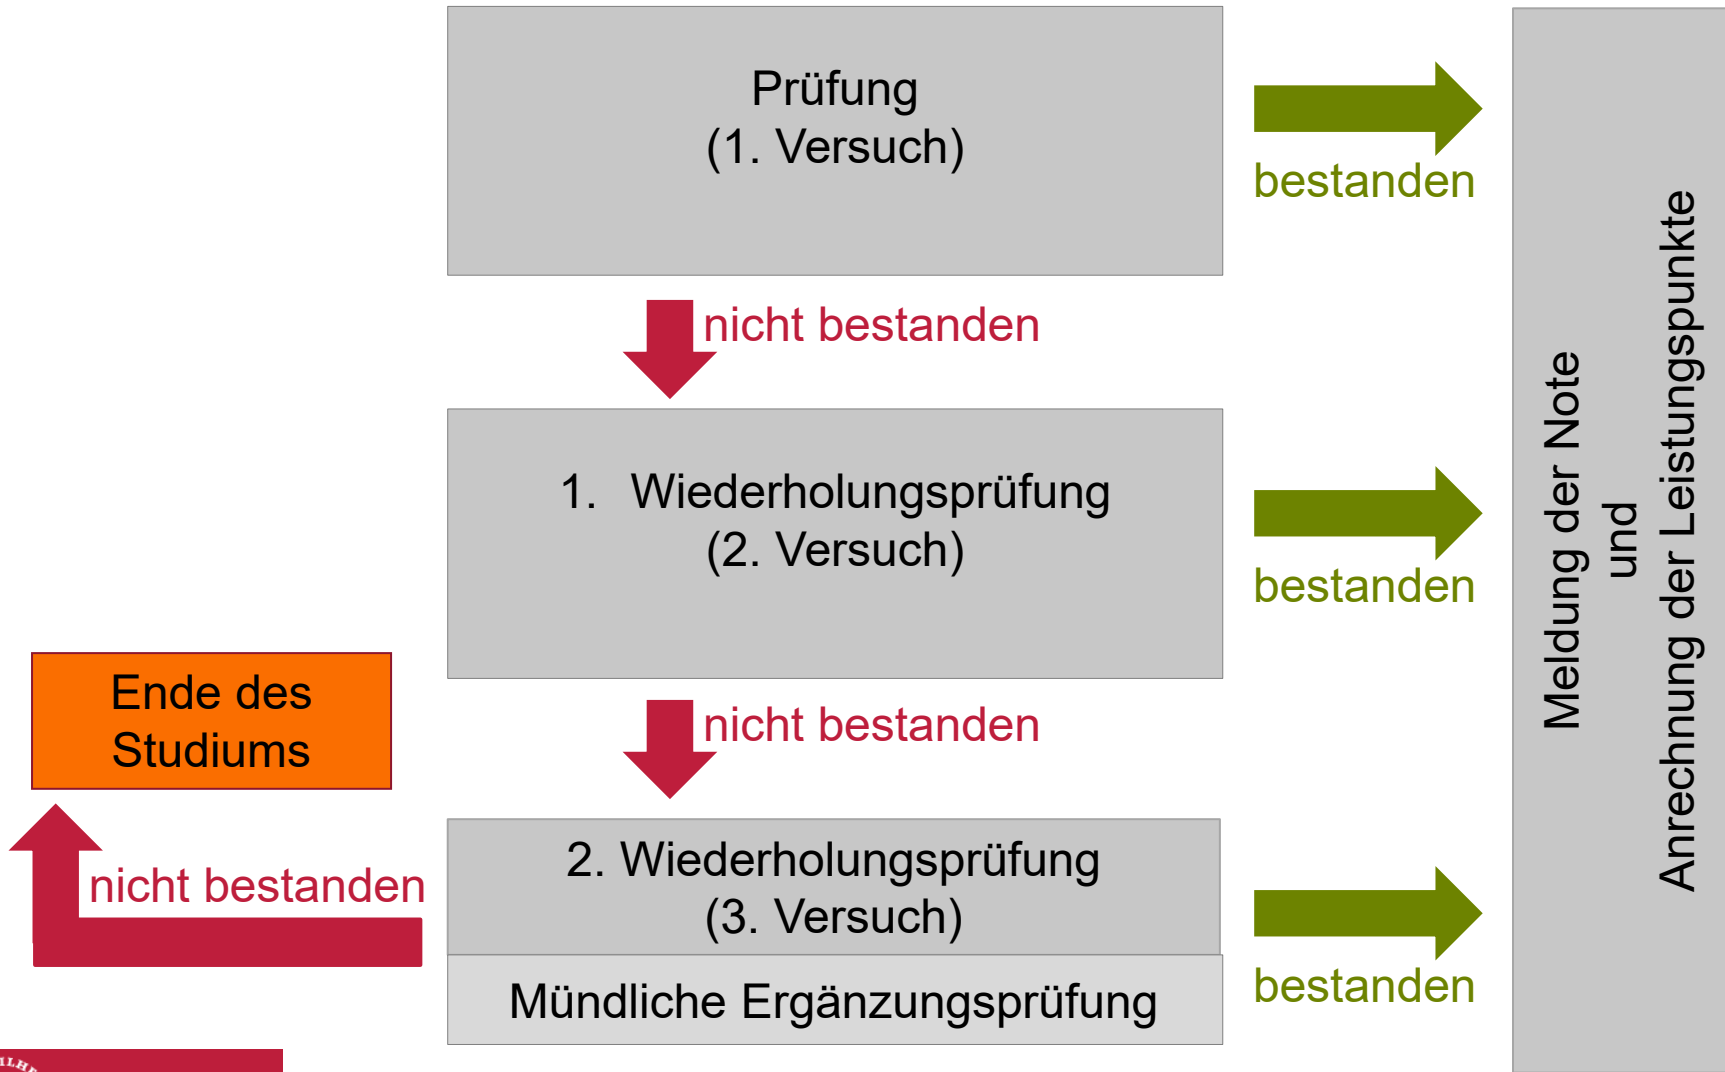 Prüfung
(1. Versuch)
bestanden
nicht bestanden
1. Wiederholungsprüfung
(2. Versuch)
bestanden
Ende des
Studiums
nicht bestanden
nicht bestanden
2. Wiederholungsprüfung
(3. Versuch)
Mündliche Ergänzungsprüfung
bestanden
Meldung der Note
und
Anrechnung der Leistungspunkte